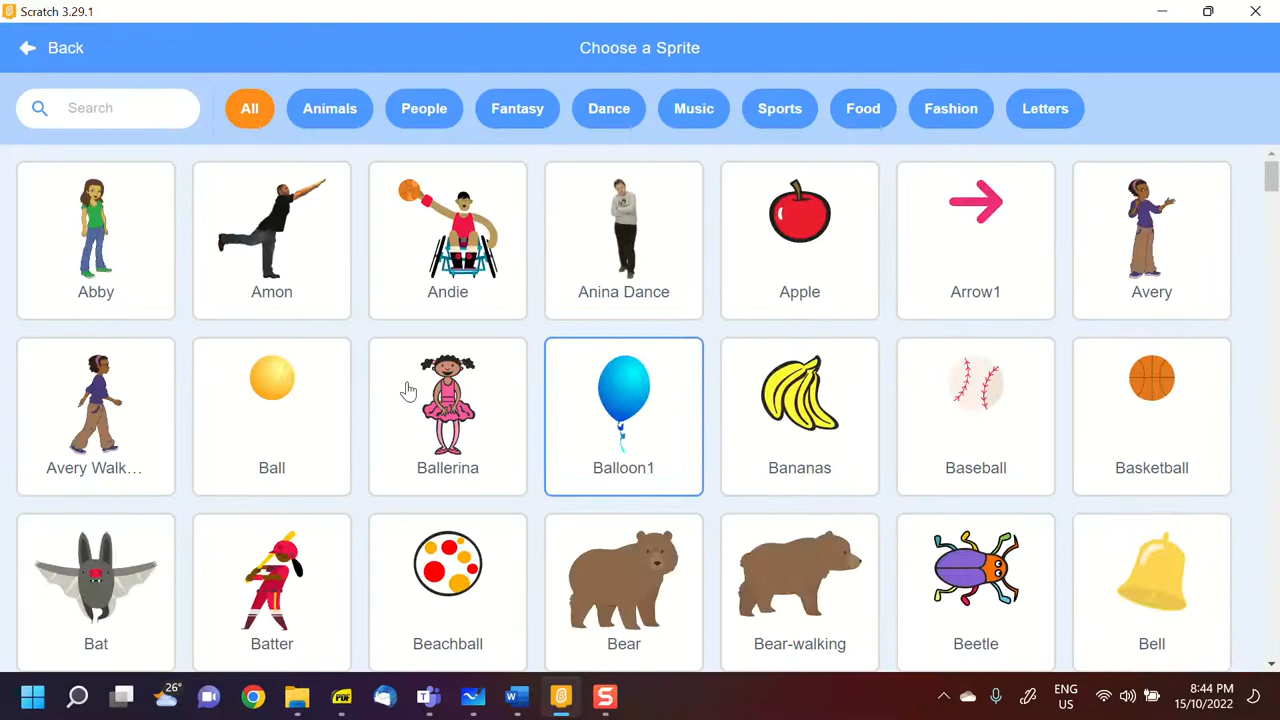 Scratch 3.29.1
Back
Choose a Sprite
Search
All Animals People Fantasy Dance Music Sports Food Fashion Letters
Abby Amon Andie Anina Dance Apple Arrow1 Avery
Avery Walk... Ball Ballerina Balloon1 Bananas Baseball Basketball
Bat Batter Beachball Bear Bear-walking Beetle Bell
26°
PDF
ENG
US
8:44 PM
15/10/2022